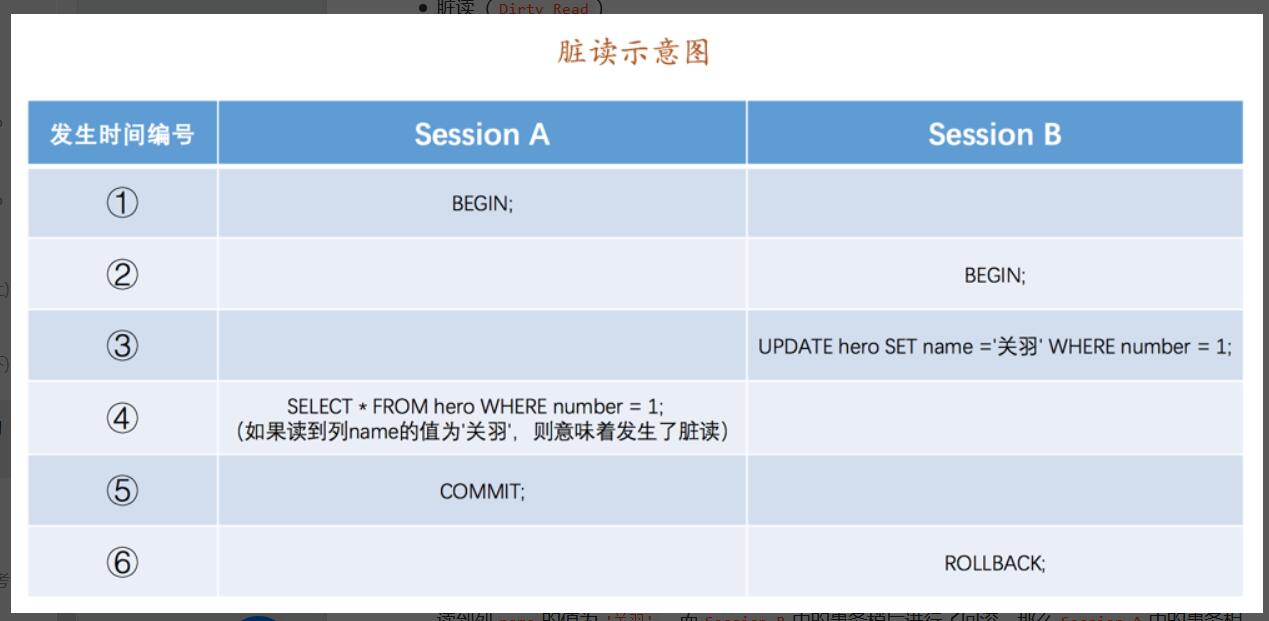 脏读（Dirty Read）
脏读示意图
发生时间编号 Session A Session B
① BEGIN;
② BEGIN;
③ UPDATE hero SET name ='关羽' WHERE number = 1;
④ SELECT * FROM hero WHERE number = 1;
（如果读到列name的值为'关羽'，则意味着发生了脏读）
⑤ COMMIT;
⑥ ROLLBACK;